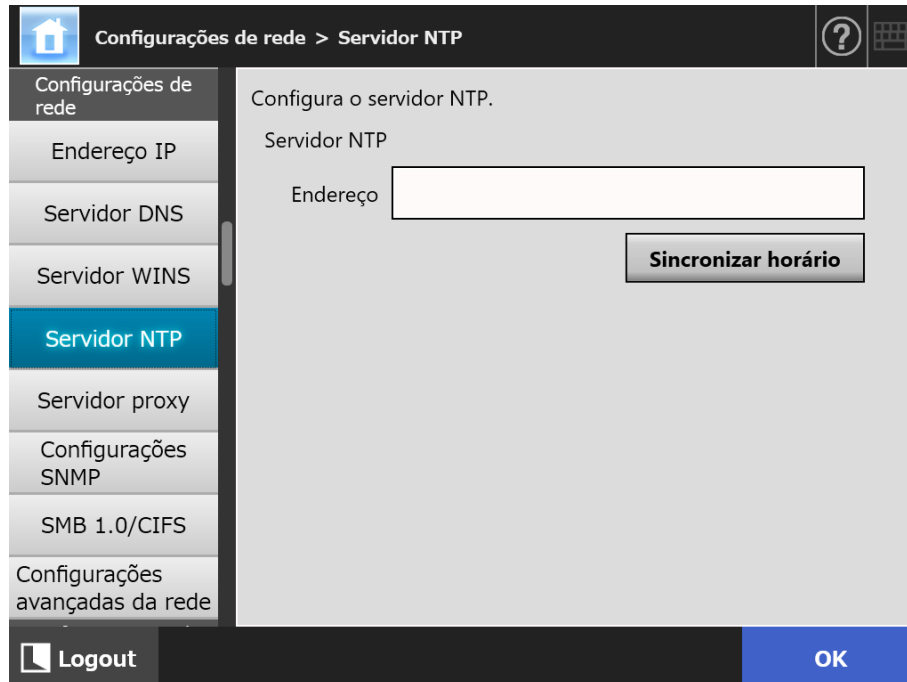 Configurações de rede > Servidor NTP
?
Configurações de
rede
Endereço IP
Servidor DNS
Servidor WINS
Servidor NTP
Servidor proxy
Configurações
SNMP
SMB 1.0/CIFS
Configurações
avançadas da rede
Configura o servidor NTP.
Servidor NTP
Endereço
Sincronizar horário
Logout
OK